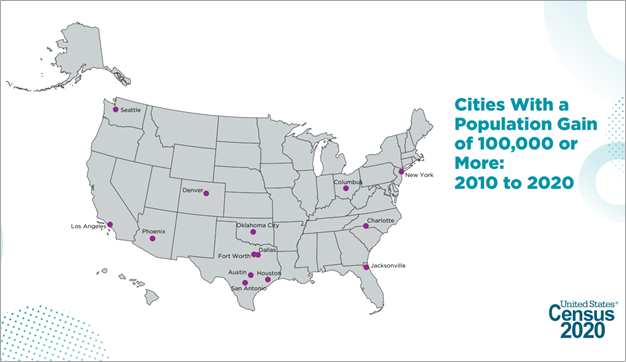 Cities With a
Population Gain
of 100,000 or
More:
2010 to 2020
Seattle
Denver
Columbus
New York
Los Angeles
Phoenix
Oklahoma City
Charlotte
Fort Worth
Dallas
Austin
Houston
San Antonio
Jacksonville
United States®
Census
2020